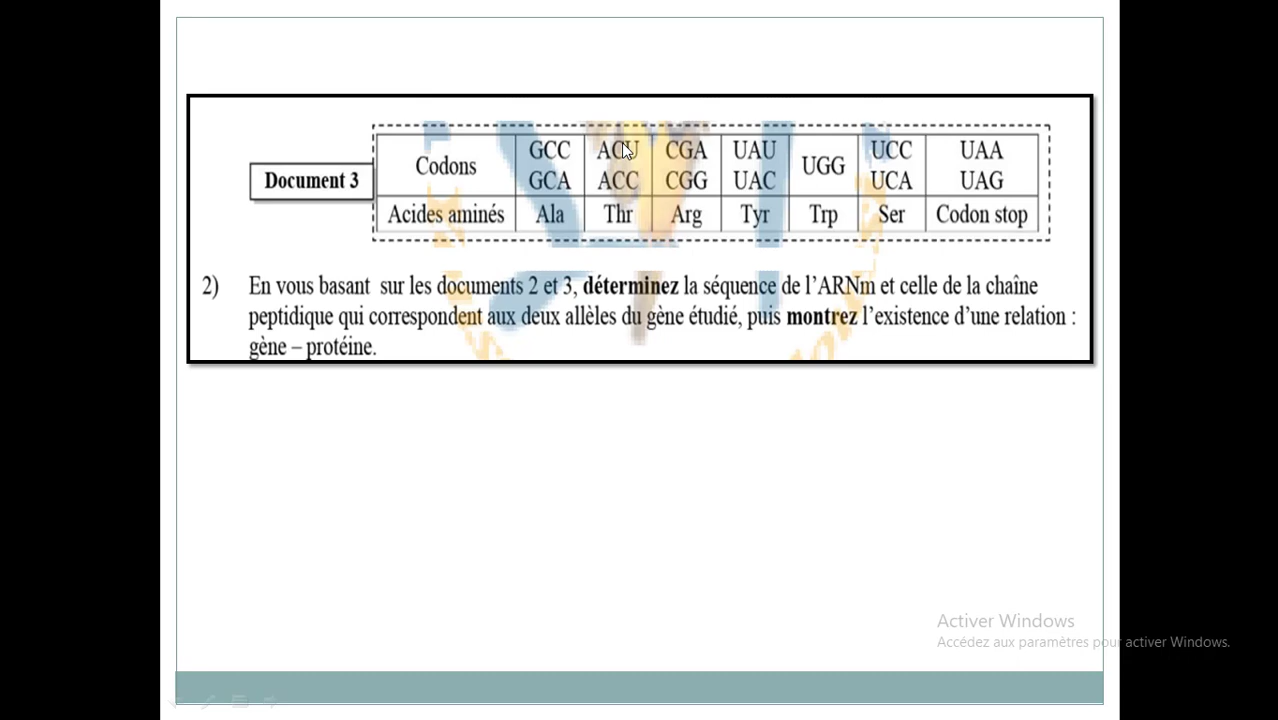 Document 3
Codons GCC ACU CGA UAU UGG UCC UAA
GCA ACC CGG UAC UCA UAG
Acides aminés Ala Thr Arg Tyr Trp Ser Codon stop
2) En vous basant sur les documents 2 et 3, déterminez la séquence de l'ARNm et celle de la chaîne
peptidique qui correspondent aux deux allèles du gène étudié, puis montrez l'existence d'une relation :
gène – protéine.
Activer Windows
Accédez aux paramètres pour activer Windows.